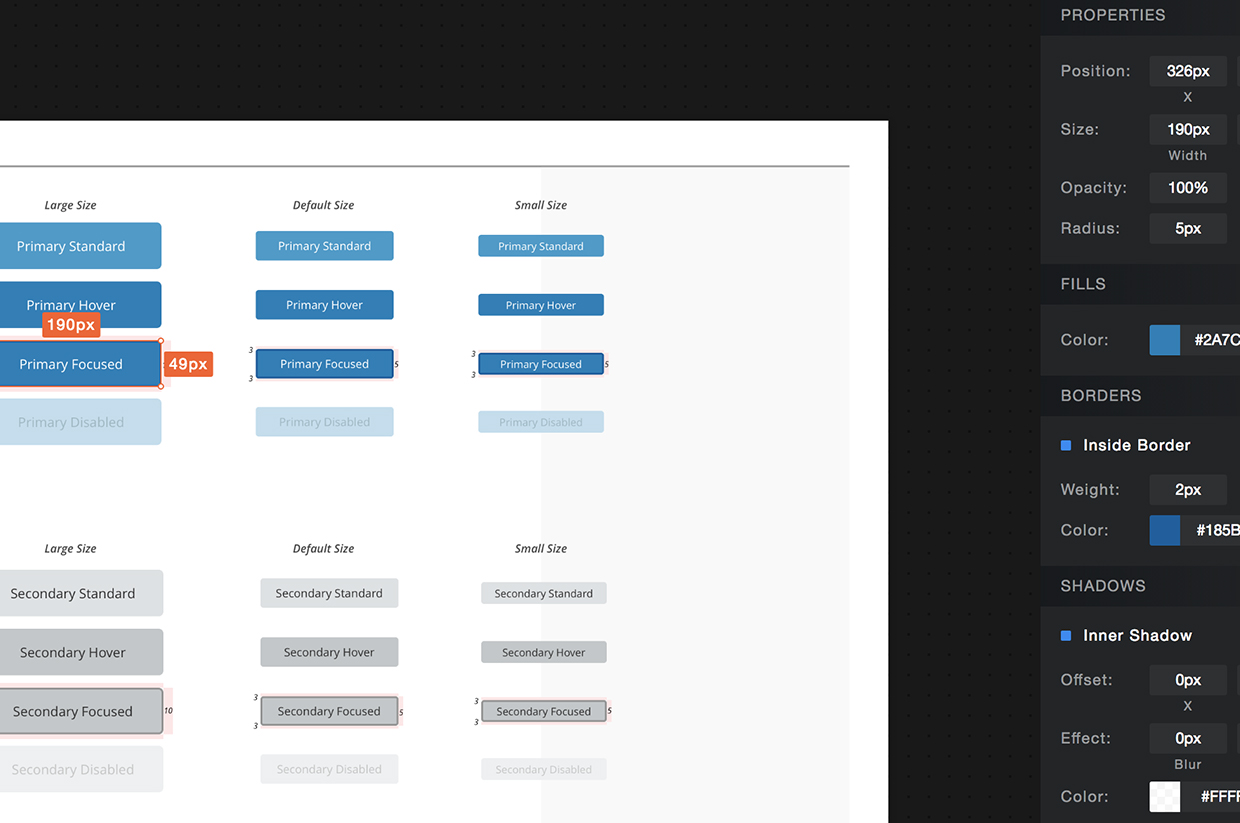 PROPERTIES
Position: 326px
X
Size: 190px
Width
Opacity: 100%
Radius: 5px
FILLS
Color: #2A7C
BORDERS
Inside Border
Weight: 2px
Color: #185B
SHADOWS
Inner Shadow
Offset: 0px
X
Effect: 0px
Blur
Color: #FFFF
Large Size Default Size Small Size
Primary Standard Primary Standard Primary Standard
Primary Hover Primary Hover Primary Hover
190px
3 3
Primary Focused 49px Primary Focused 5 Primary Focused 5
3 3
Primary Disabled Primary Disabled Primary Disabled
Large Size Default Size Small Size
Secondary Standard Secondary Standard Secondary Standard
Secondary Hover Secondary Hover Secondary Hover
3 3
Secondary Focused 10 Secondary Focused 5 Secondary Focused 5
3 3
Secondary Disabled Secondary Disabled Secondary Disabled